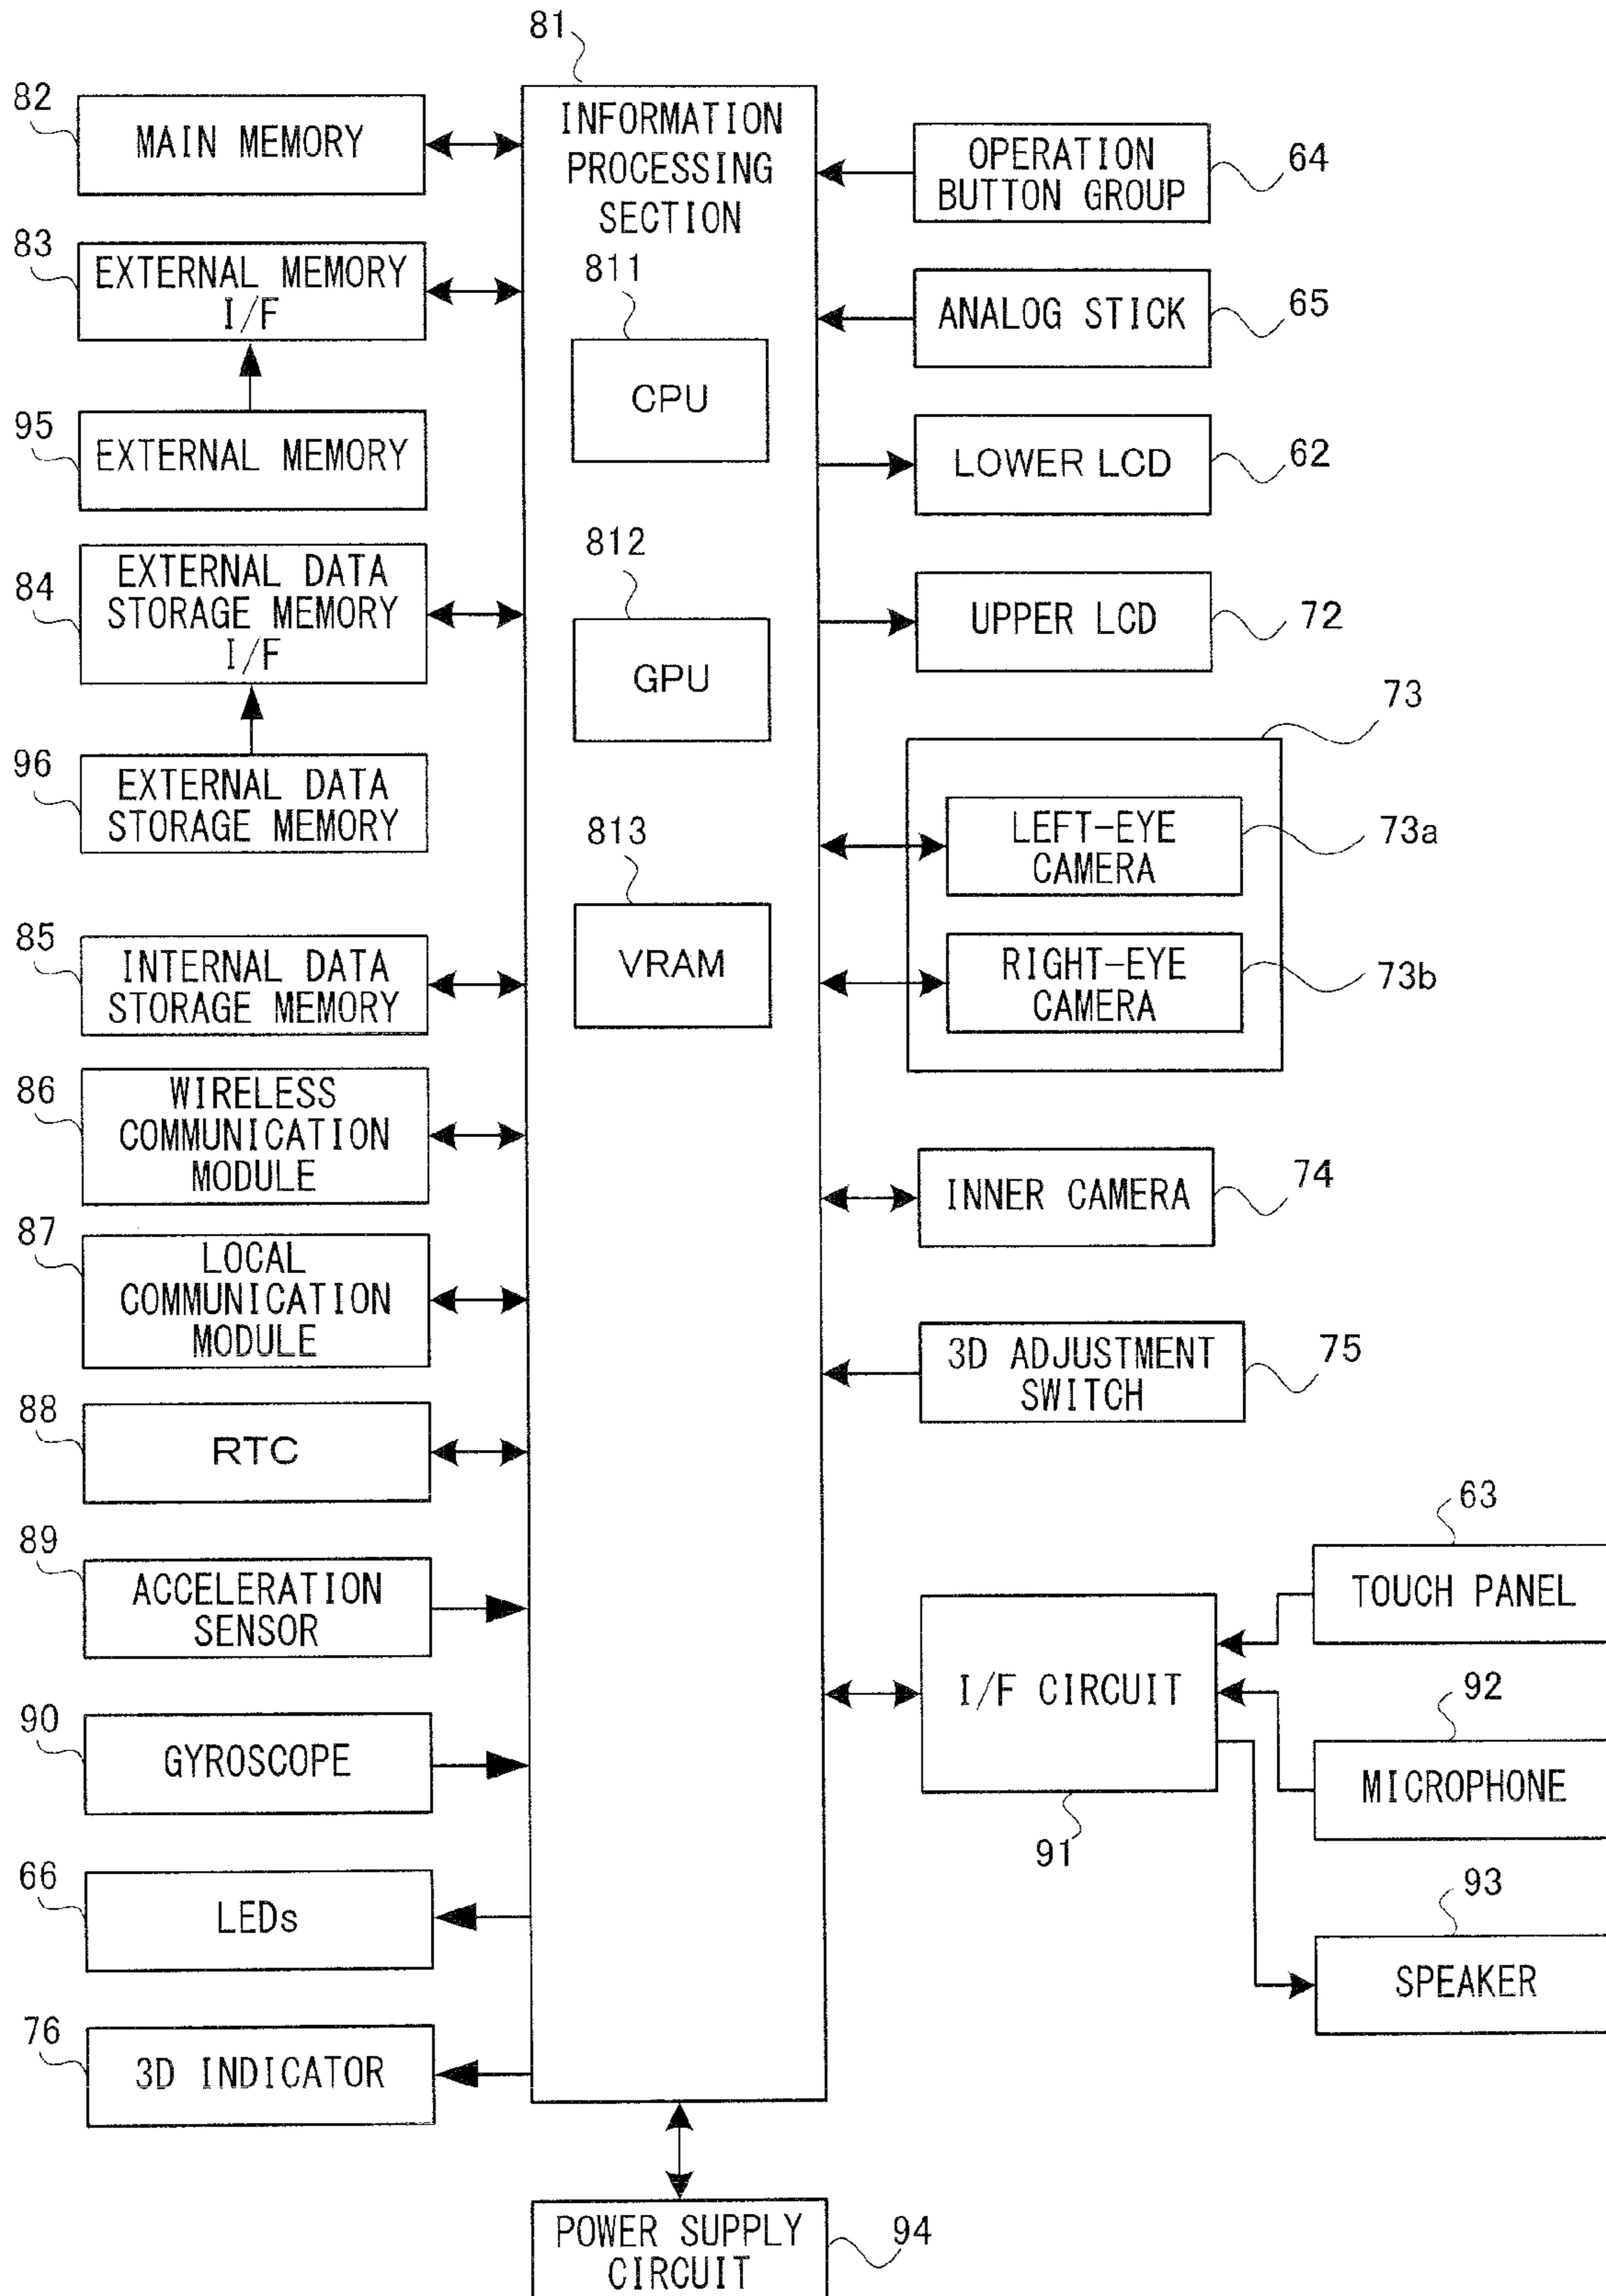 81
82
MAIN MEMORY
83
EXTERNAL MEMORY
I/F
95
EXTERNAL MEMORY
84
EXTERNAL DATA
STORAGE MEMORY
I/F
96
EXTERNAL DATA
STORAGE MEMORY
85
INTERNAL DATA
STORAGE MEMORY
86
WIRELESS
COMMUNICATION
MODULE
87
LOCAL
COMMUNICATION
MODULE
88
RTC
89
ACCELERATION
SENSOR
90
GYROSCOPE
66
LEDs
76
3D INDICATOR
INFORMATION
PROCESSING
SECTION
811
CPU
812
GPU
813
VRAM
OPERATION
BUTTON GROUP
64
ANALOG STICK
65
LOWER LCD
62
UPPER LCD
72
73
LEFT-EYE
CAMERA
73a
RIGHT-EYE
CAMERA
73b
INNER CAMERA
74
3D ADJUSTMENT
SWITCH
75
63
TOUCH PANEL
I/F CIRCUIT
91
92
MICROPHONE
93
SPEAKER
POWER SUPPLY
CIRCUIT
94